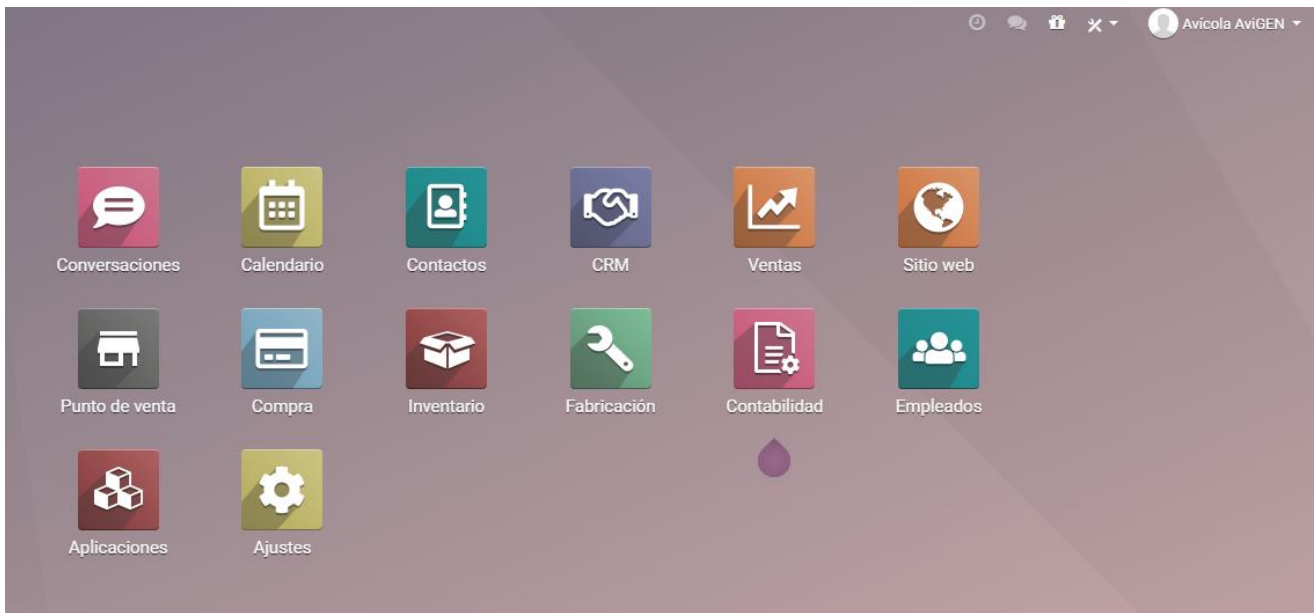 Avícola AviGEN
Conversaciones
Calendario
Contactos
CRM
Ventas
Sitio web
Punto de venta
Compra
Inventario
Fabricación
Contabilidad
Empleados
Aplicaciones
Ajustes